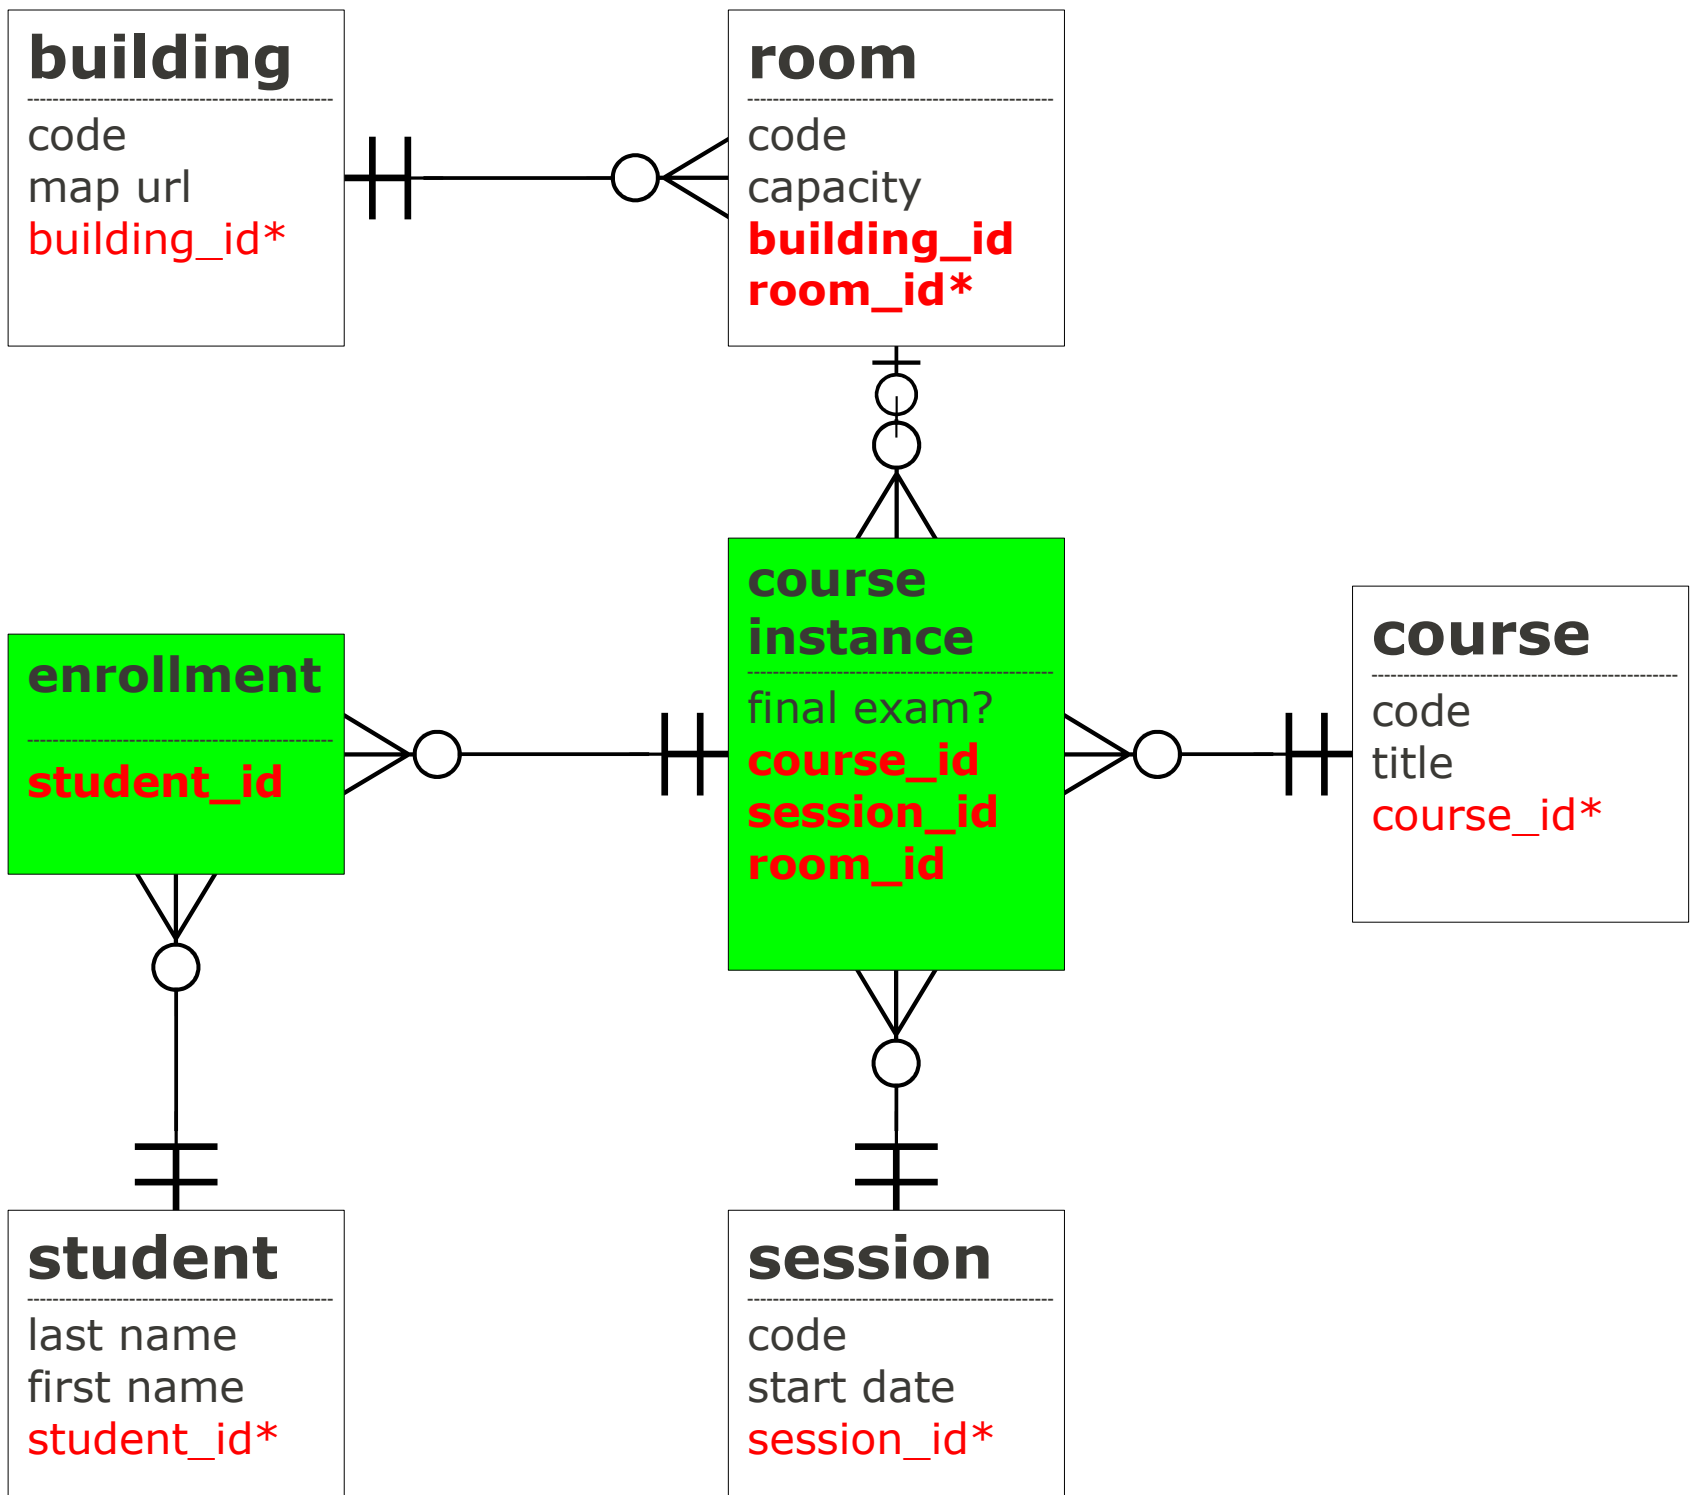 building
code
map url
building_id*
room
code
capacity
building_id
room_id*
course
instance
final exam?
course_id
session_id
room_id
course
code
title
course_id*
enrollment
student_id
student
last name
first name
student_id*
session
code
start date
session_id*